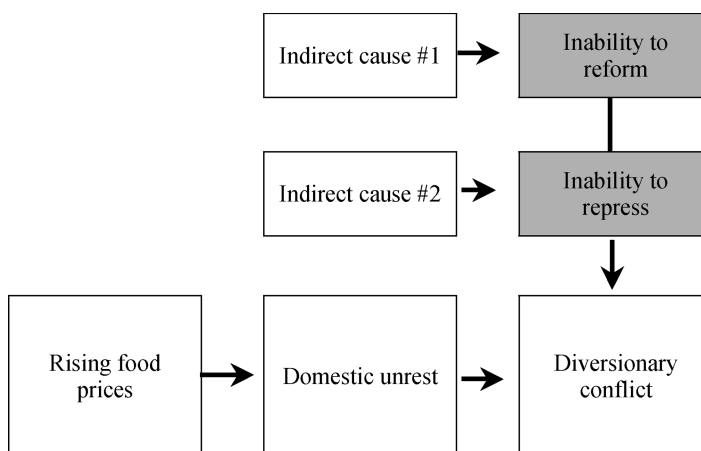 Indirect cause #1
Inability to
reform
Indirect cause #2
Inability to
repress
Rising food
prices
Domestic unrest
Diversionary
conflict